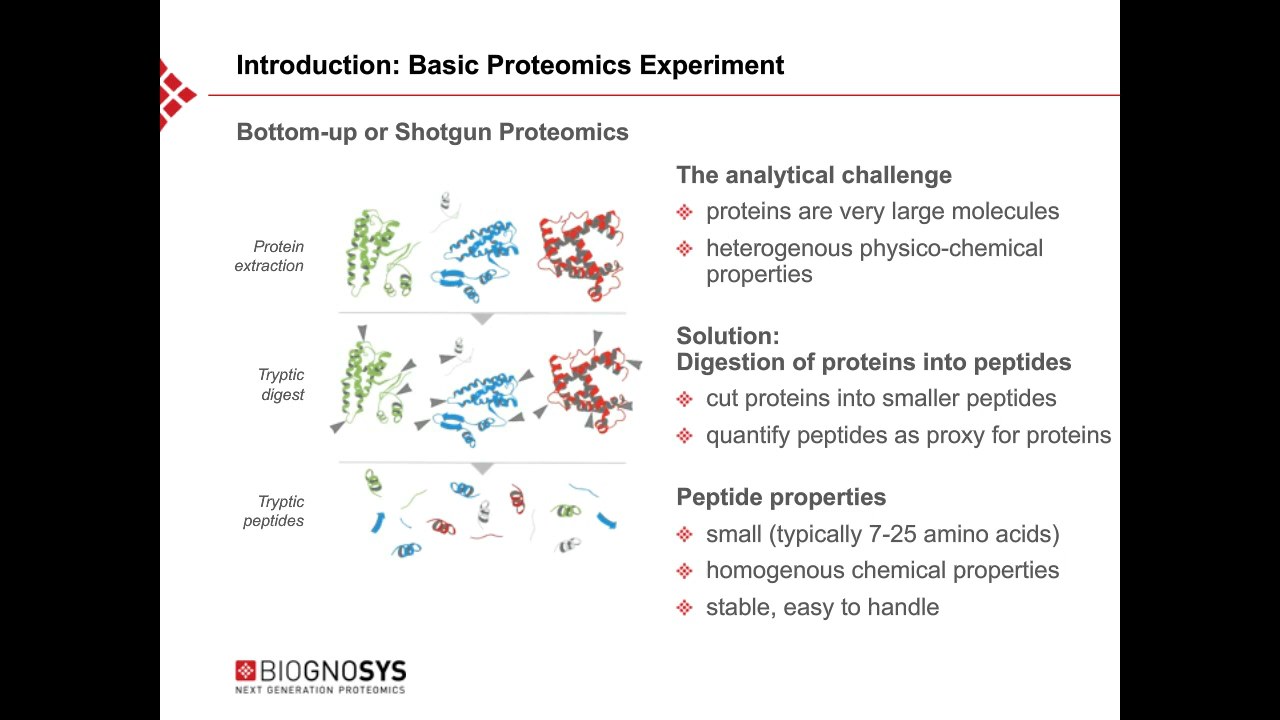 Introduction: Basic Proteomics Experiment
Bottom-up or Shotgun Proteomics
Protein
extraction
Tryptic
digest
Tryptic
peptides
The analytical challenge
proteins are very large molecules
heterogenous physico-chemical
properties
Solution:
Digestion of proteins into peptides
cut proteins into smaller peptides
quantify peptides as proxy for proteins
Peptide properties
small (typically 7-25 amino acids)
homogenous chemical properties
stable, easy to handle
BIOGNOSYS
NEXT GENERATION PROTEOMICS